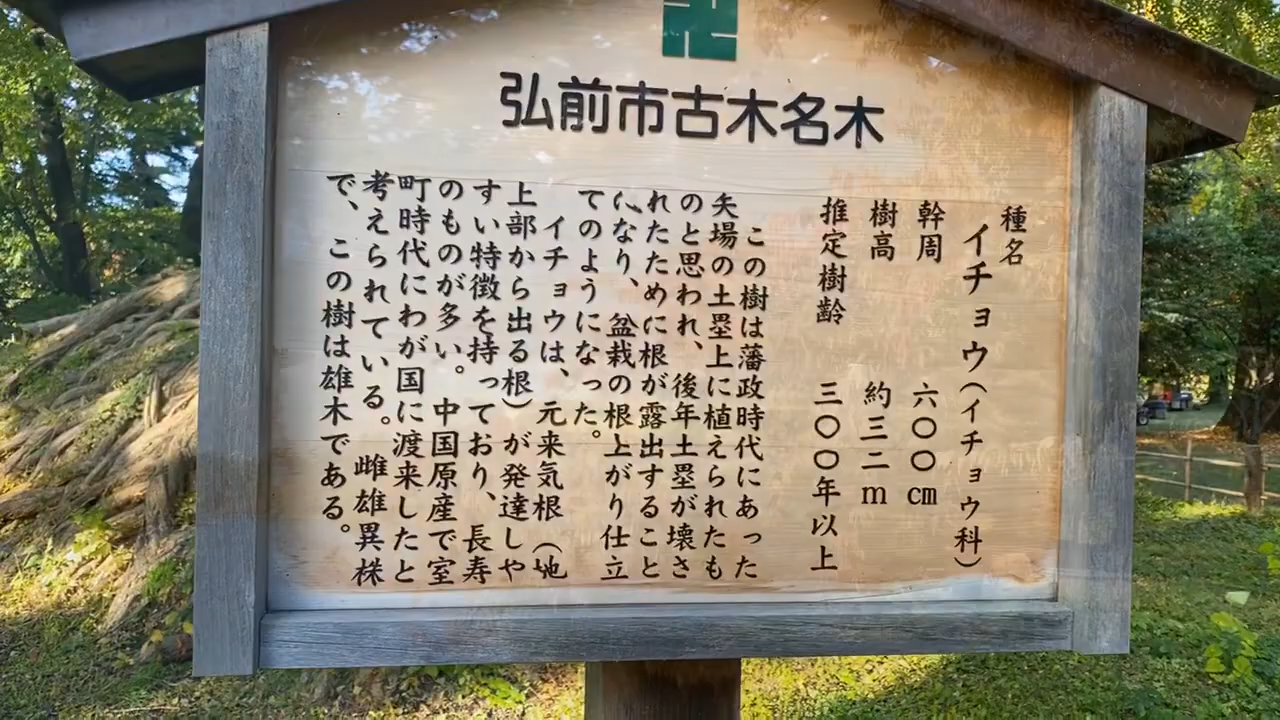 弘前市古木名木
種名
イチョウ(イチョウ科)
幹周 六〇〇cm
樹高 約三二m
推定樹齢 三〇〇年以上
この樹は藩政時代にあった
矢場の土塁上に植えられたも
のと思われ、後年土塁が壊さ
れたために根が露出すること
になり、盆栽の根上がり仕立
てのようになった。
イチョウは、元来気根(地
上部から出る根)が発達しや
すい特徴を持っており、長寿
のものが多い。中国原産で室
町時代にわが国に渡来したと
考えられている。雌雄異株
で、この樹は雄木である。